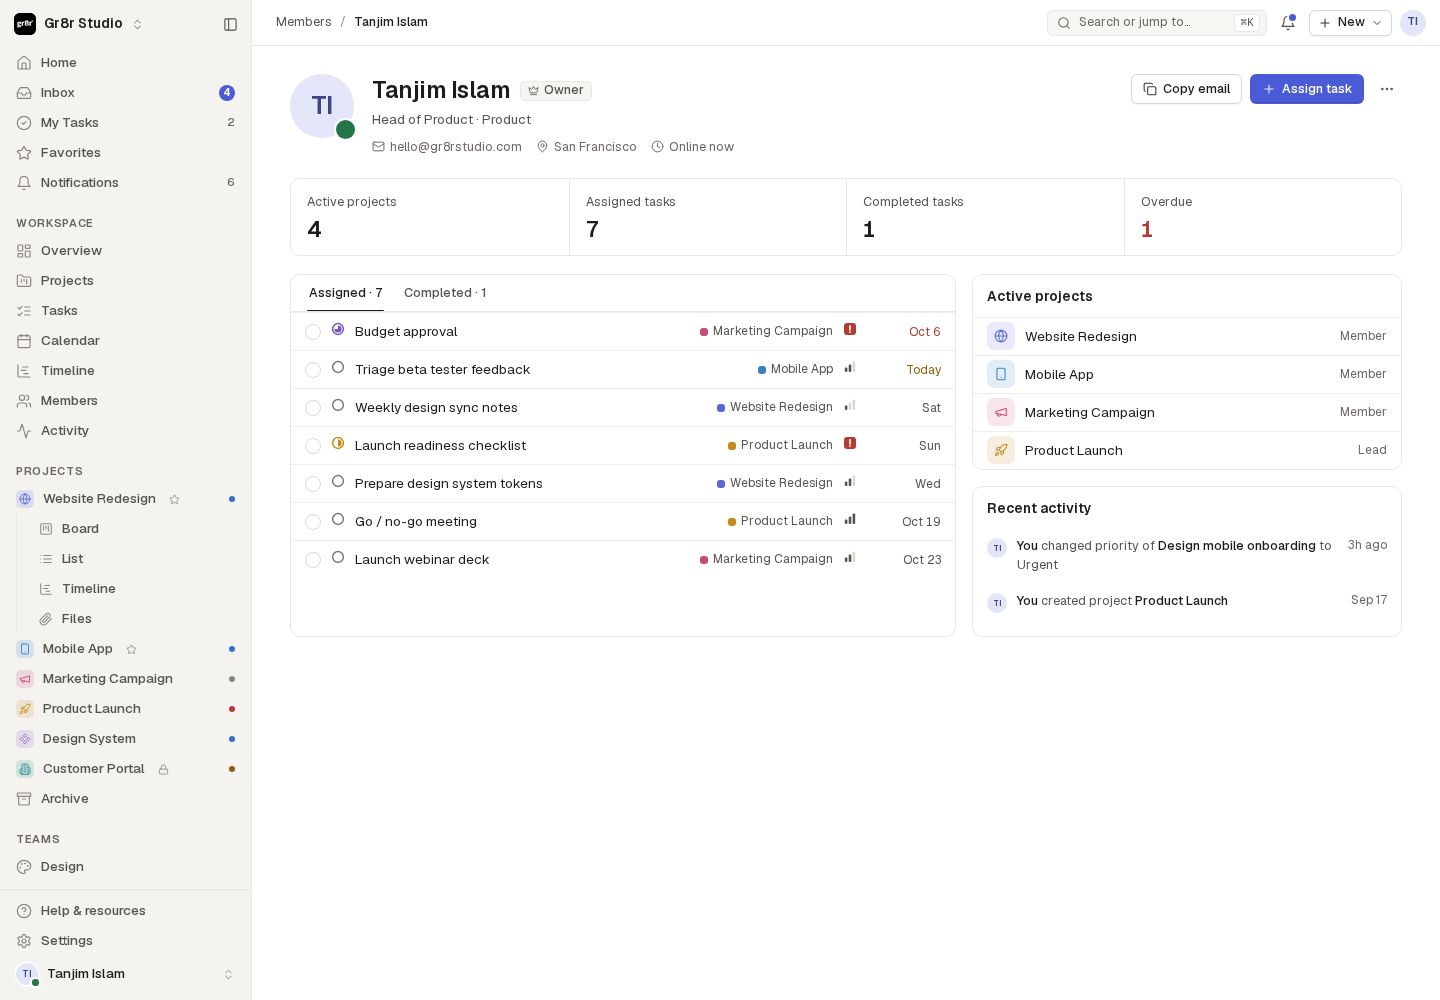 gr8r Gr8r Studio
Home
Inbox 4
My Tasks 2
Favorites
Notifications 6
WORKSPACE
Overview
Projects
Tasks
Calendar
Timeline
Members
Activity
PROJECTS
Website Redesign
Board
List
Timeline
Files
Mobile App
Marketing Campaign
Product Launch
Design System
Customer Portal
Archive
TEAMS
Design
Help & resources
Settings
TI Tanjim Islam
Members / Tanjim Islam
Search or jump to... ⌘K
New
TI
TI
Tanjim Islam Owner
Head of Product · Product
hello@gr8rstudio.com San Francisco Online now
Copy email
Assign task
Active projects
4
Assigned tasks
7
Completed tasks
1
Overdue
1
Assigned · 7 Completed · 1
Budget approval Marketing Campaign ! Oct 6
Triage beta tester feedback Mobile App Today
Weekly design sync notes Website Redesign Sat
Launch readiness checklist Product Launch ! Sun
Prepare design system tokens Website Redesign Wed
Go / no-go meeting Product Launch Oct 19
Launch webinar deck Marketing Campaign Oct 23
Active projects
Website Redesign Member
Mobile App Member
Marketing Campaign Member
Product Launch Lead
Recent activity
TI You changed priority of Design mobile onboarding to 3h ago
Urgent
TI You created project Product Launch Sep 17